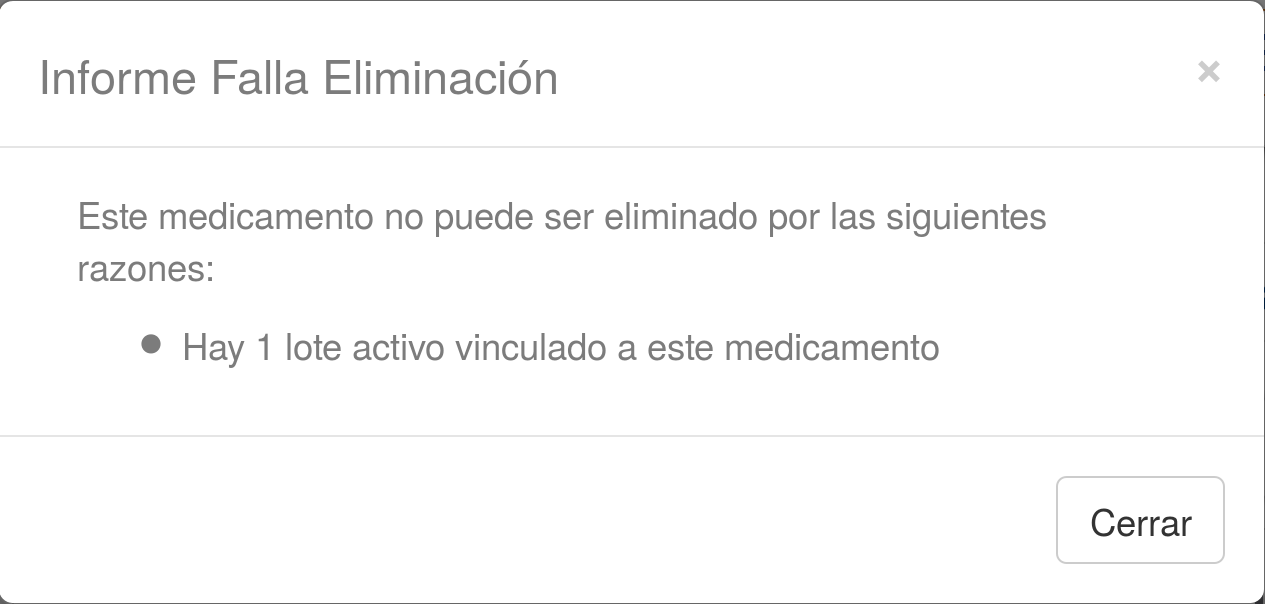 Informe Falla Eliminación
×
Este medicamento no puede ser eliminado por las siguientes
razones:
● Hay 1 lote activo vinculado a este medicamento
Cerrar